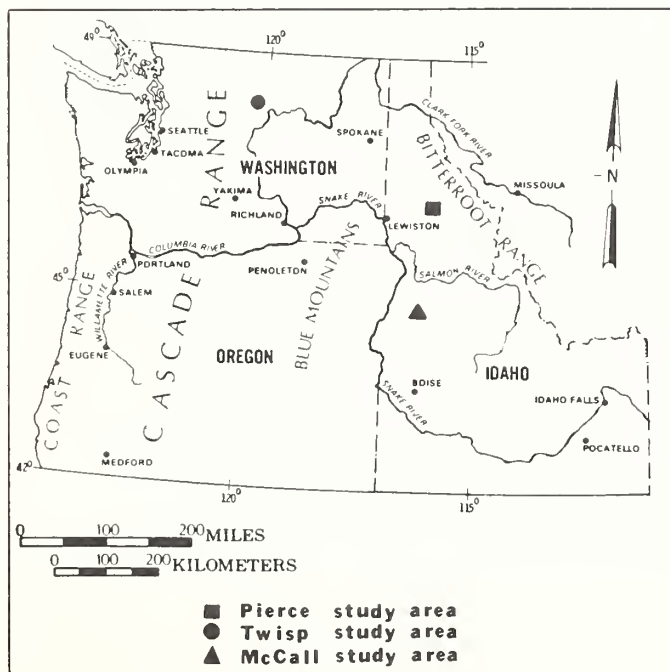 49°
120°
115°
SEATTLE
TACOMA
OLYMPIA
SPOKANE
CLARK FORK RIVER
CASCADE RANGE
WASHINGTON
BITTERROOT RANGE
MISSOULA
N
YAKIMA
RICHLAND
SNAKE RIVER
LEWISTON
COLUMBIA RIVER
PORTLAND
PENOLETON
SALMON RIVER
45°
WILLAMETTE RIVER
SALEM
COAST RANGE
BLUE MOUNTAINS
OREGON
EUGENE
IDAHO
BOISE
SNAKE RIVER
IDAHO FALLS
POCATELLO
MEDFORD
42°
120°
115°
0 100 200 MILES
0 100 200 KILOMETERS
Pierce study area
Twisp study area
McCall study area